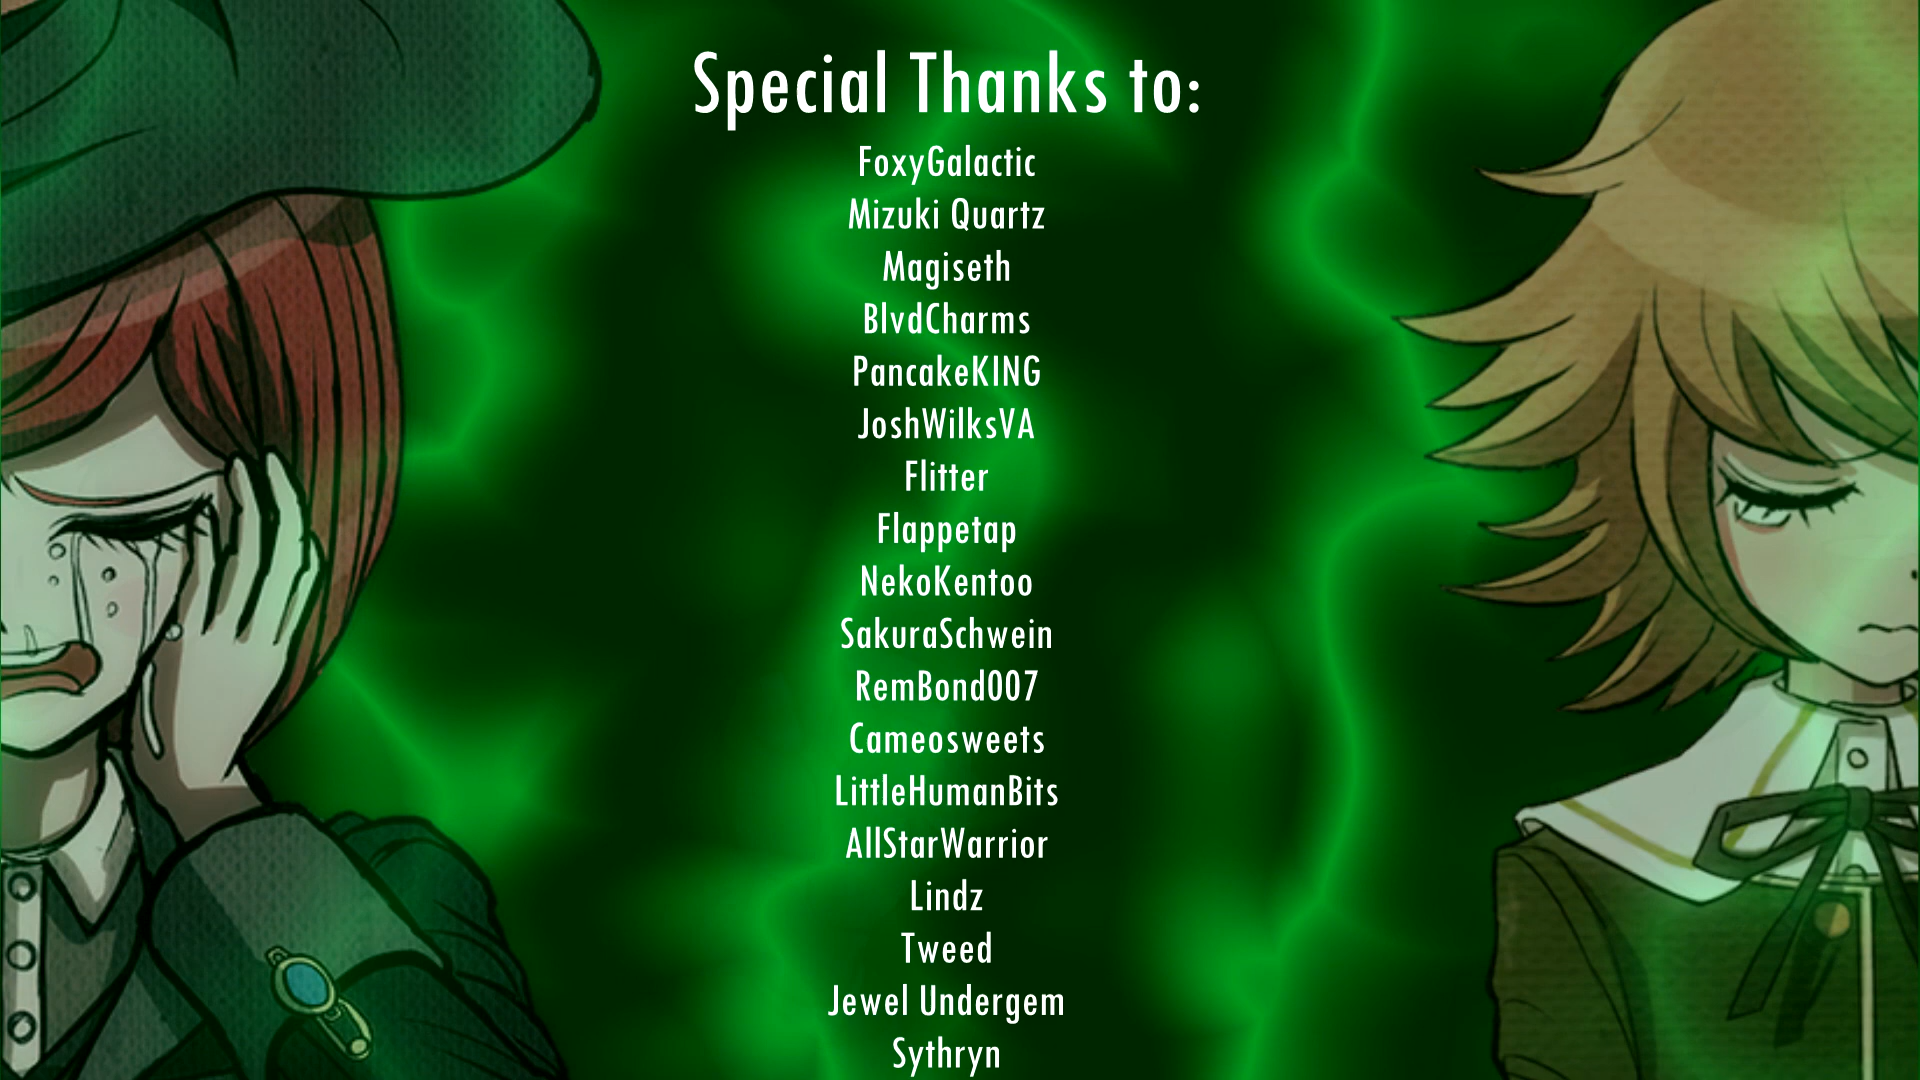 Special Thanks to:
FoxyGalactic
Mizuki Quartz
Magiseth
BlvdCharms
PancakeKING
JoshWilksVA
Flitter
Flappetap
NekoKentoo
SakuraSchwein
RemBond007
Cameosweets
LittleHumanBits
AllStarWarrior
Lindz
Tweed
Jewel Undergem
Sythryn